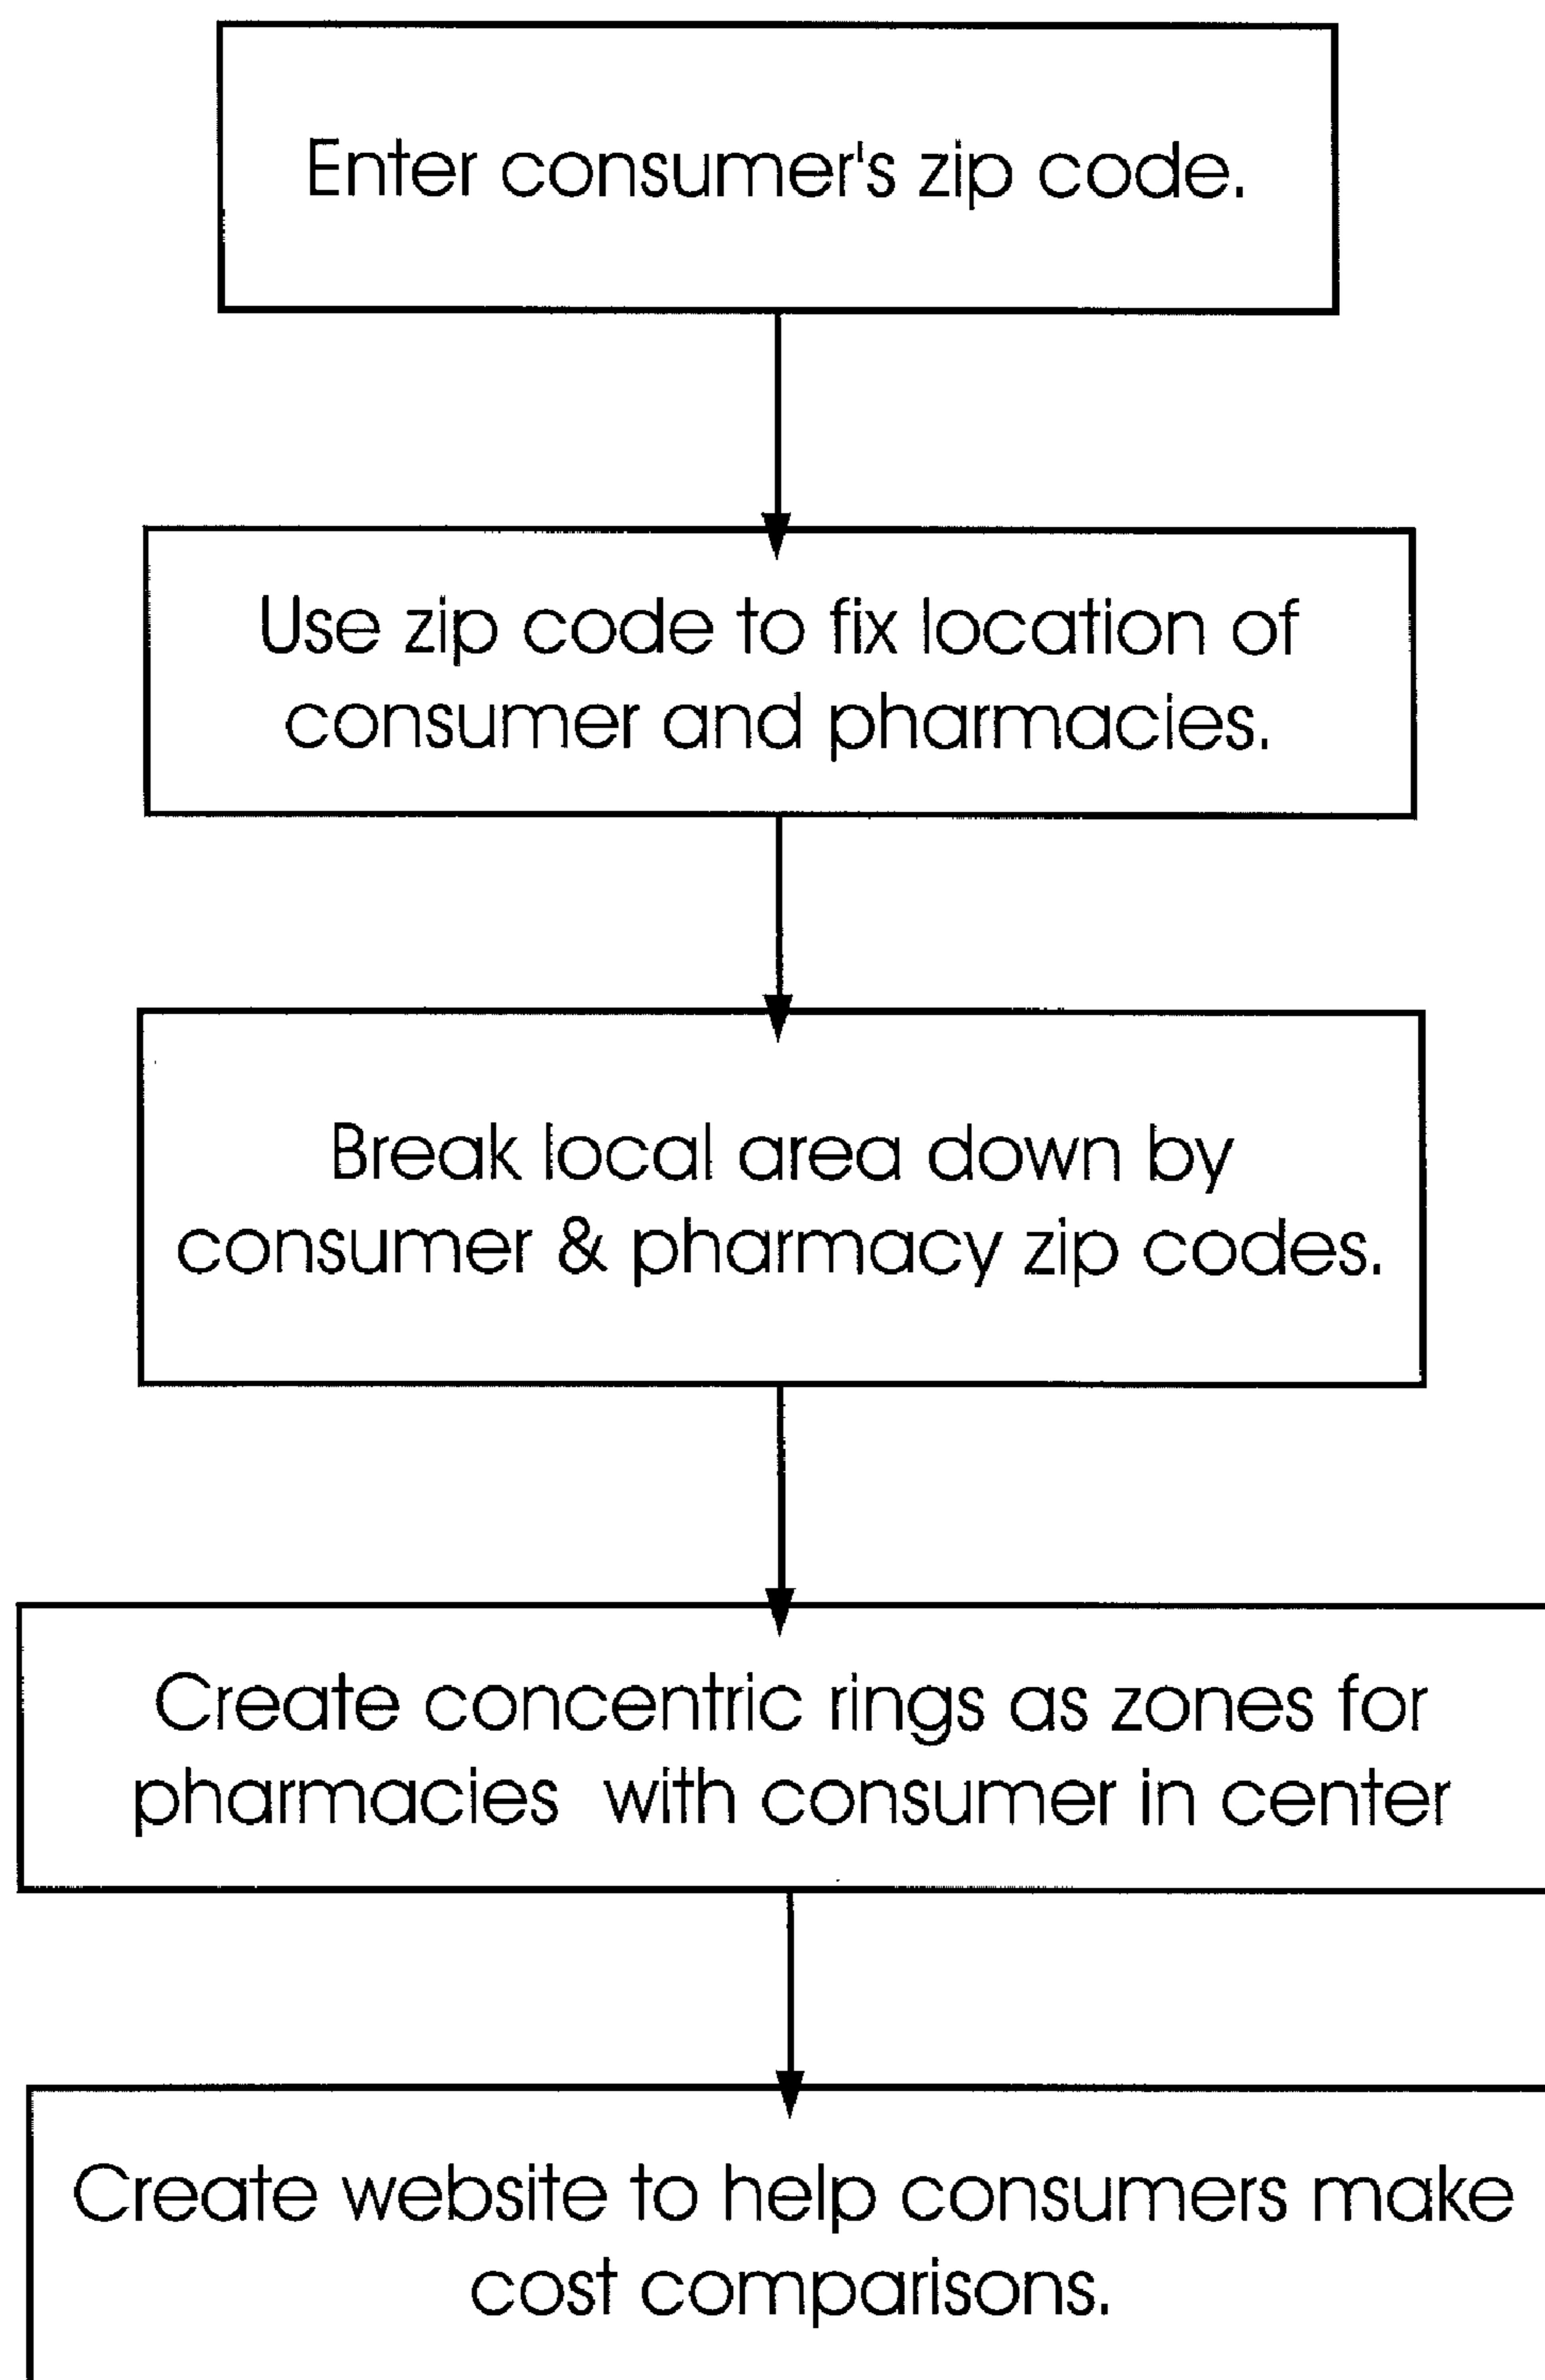 Enter consumer's zip code.
Use zip code to fix location of
consumer and pharmacies.
Break local area down by
consumer & pharmacy zip codes.
Create concentric rings as zones for
pharmacies with consumer in center
Create website to help consumers make
cost comparisons.